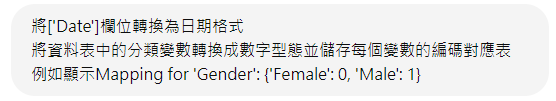 將['Date']欄位轉換為日期格式
將資料表中的分類變數轉換成數字型態並儲存每個變數的編碼對應表
例如顯示Mapping for 'Gender': {'Female': 0, 'Male': 1}